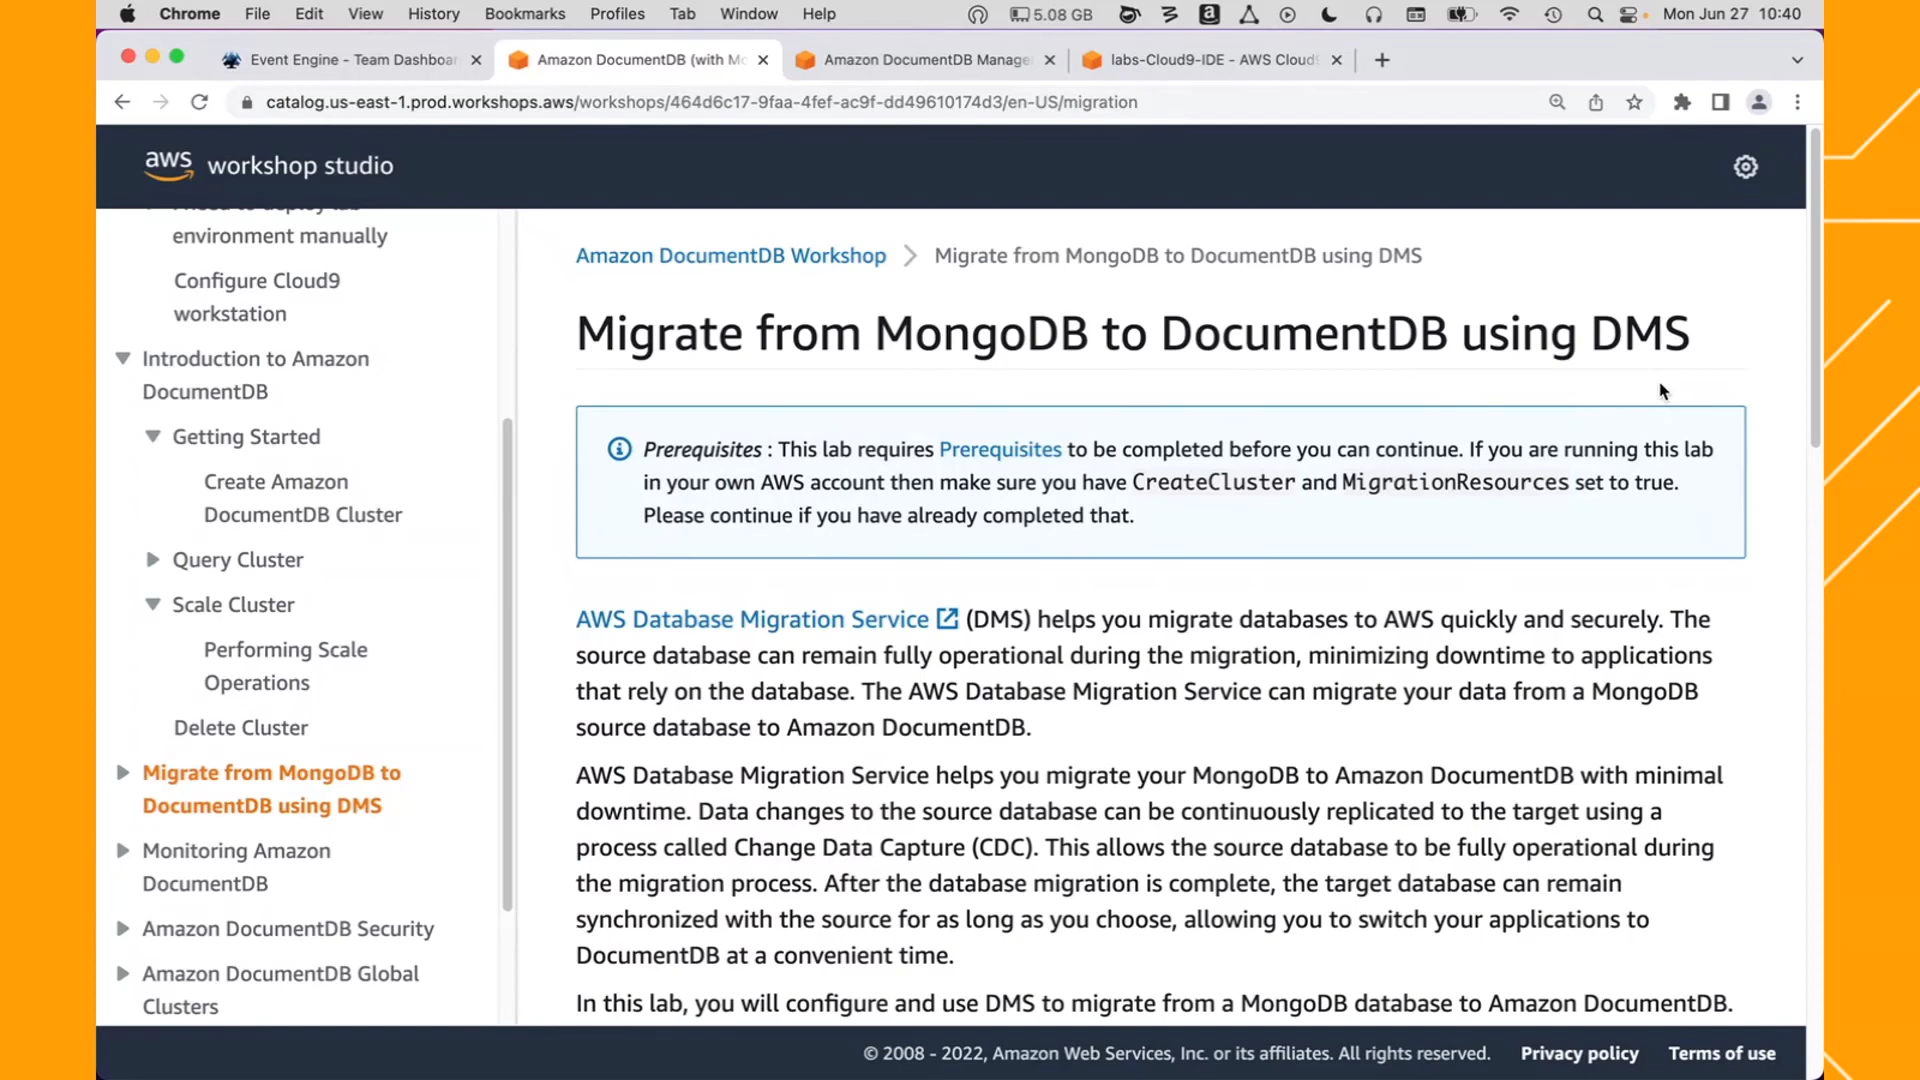 Chrome File Edit View History Bookmarks Profiles Tab Window Help 5.08 GB Mon Jun 27 10:40
Event Engine - Team Dashboar
Amazon DocumentDB (with Mo
Amazon DocumentDB Manage
labs-Cloud9-IDE - AWS Cloud9
catalog.us-east-1.prod.workshops.aws/workshops/464d6c17-9faa-4fef-ac9f-dd49610174d3/en-US/migration
aws workshop studio
environment manually
Configure Cloud9
workstation
Introduction to Amazon
DocumentDB
Getting Started
Create Amazon
DocumentDB Cluster
Query Cluster
Scale Cluster
Performing Scale
Operations
Delete Cluster
Migrate from MongoDB to
DocumentDB using DMS
Monitoring Amazon
DocumentDB
Amazon DocumentDB Security
Amazon DocumentDB Global
Clusters
Amazon DocumentDB Workshop > Migrate from MongoDB to DocumentDB using DMS
Migrate from MongoDB to DocumentDB using DMS
Prerequisites : This lab requires Prerequisites to be completed before you can continue. If you are running this lab
in your own AWS account then make sure you have CreateCluster and MigrationResources set to true.
Please continue if you have already completed that.
AWS Database Migration Service (DMS) helps you migrate databases to AWS quickly and securely. The
source database can remain fully operational during the migration, minimizing downtime to applications
that rely on the database. The AWS Database Migration Service can migrate your data from a MongoDB
source database to Amazon DocumentDB.
AWS Database Migration Service helps you migrate your MongoDB to Amazon DocumentDB with minimal
downtime. Data changes to the source database can be continuously replicated to the target using a
process called Change Data Capture (CDC). This allows the source database to be fully operational during
the migration process. After the database migration is complete, the target database can remain
synchronized with the source for as long as you choose, allowing you to switch your applications to
DocumentDB at a convenient time.
In this lab, you will configure and use DMS to migrate from a MongoDB database to Amazon DocumentDB.
© 2008 - 2022, Amazon Web Services, Inc. or its affiliates. All rights reserved. Privacy policy Terms of use